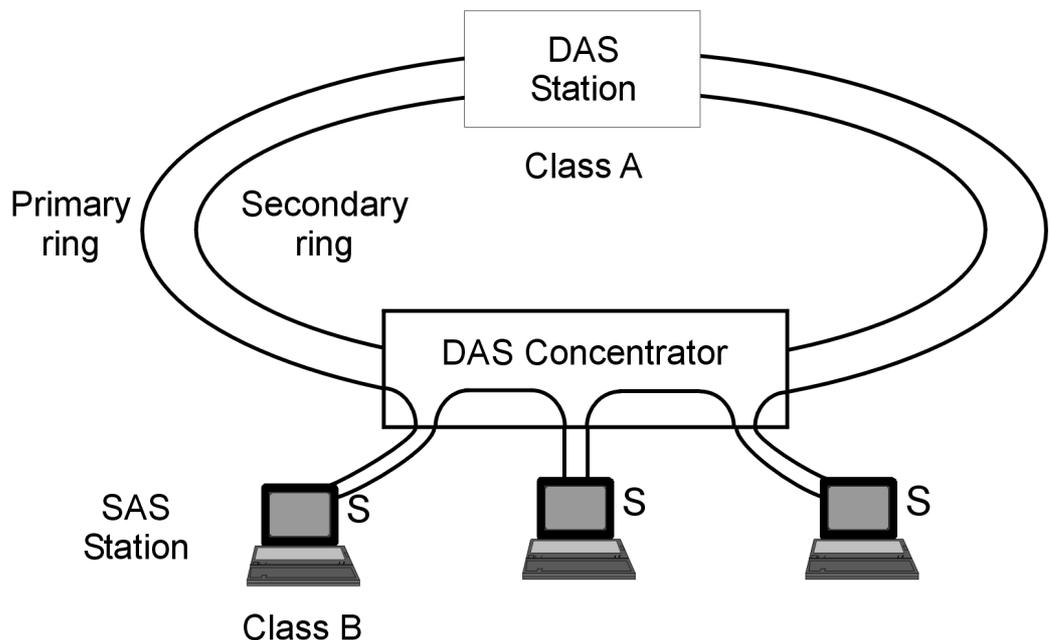 DAS
Station
Class A
Primary
ring
Secondary
ring
DAS Concentrator
S
S
S
SAS
Station
Class B